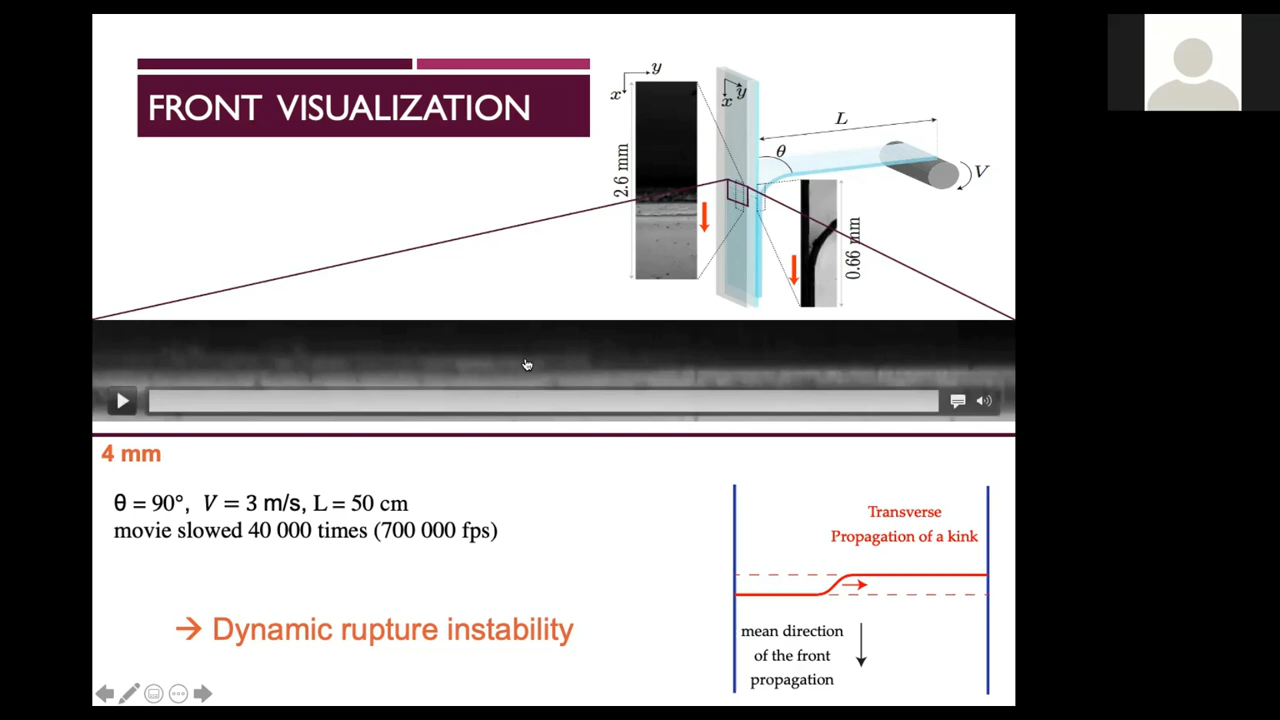 FRONT VISUALIZATION
y
x
2.6 mm
y
x
L
θ
V
0.66 mm
4 mm
θ = 90°, V = 3 m/s, L = 50 cm
movie slowed 40 000 times (700 000 fps)
→ Dynamic rupture instability
Transverse
Propagation of a kink
mean direction
of the front
propagation